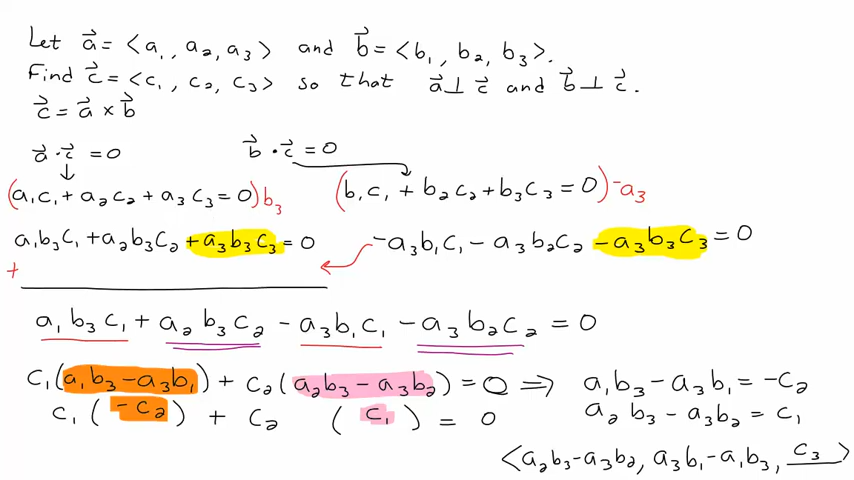 Let a⃗ = <a₁, a₂, a₃> and b⃗ = <b₁, b₂, b₃>.
Find c⃗ = <c₁, c₂, c₃> so that a⃗ ⊥ c⃗ and b⃗ ⊥ c⃗.
c⃗ = a⃗ × b⃗
a⃗ · c⃗ = 0 b⃗ · c⃗ = 0
(a₁c₁ + a₂c₂ + a₃c₃ = 0)b₃ (b₁c₁ + b₂c₂ + b₃c₃ = 0)-a₃
a₁b₃c₁ + a₂b₃c₂ + a₃b₃c₃ = 0 -a₃b₁c₁ - a₃b₂c₂ - a₃b₃c₃ = 0
+
a₁b₃c₁ + a₂b₃c₂ - a₃b₁c₁ - a₃b₂c₂ = 0
c₁(a₁b₃ - a₃b₁) + c₂(a₂b₃ - a₃b₂) = 0 ⇒ a₁b₃ - a₃b₁ = -c₂
c₁(-c₂) + c₂(c₁) = 0 a₂b₃ - a₃b₂ = c₁
<a₂b₃ - a₃b₂, a₃b₁ - a₁b₃, c₃>